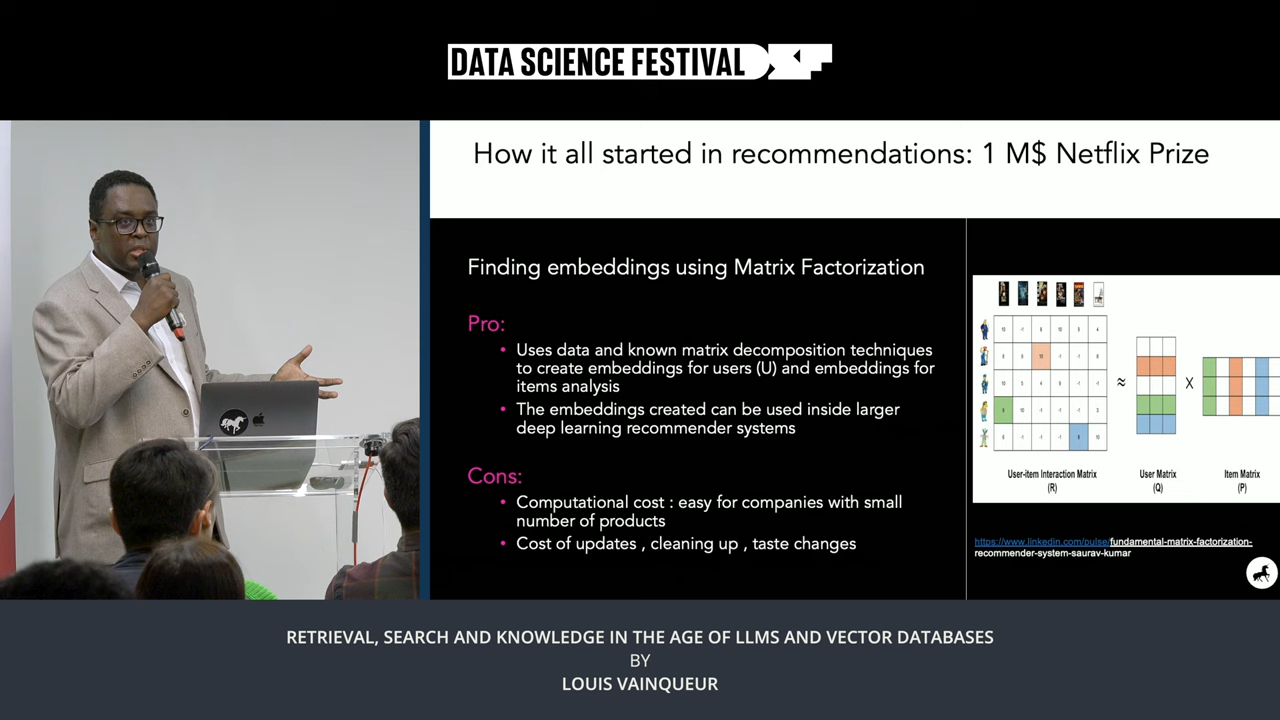 DATA SCIENCE FESTIVAL
How it all started in recommendations: 1 M$ Netflix Prize
Finding embeddings using Matrix Factorization
Pro:
• Uses data and known matrix decomposition techniques
to create embeddings for users (U) and embeddings for
items analysis
• The embeddings created can be used inside larger
deep learning recommender systems
Cons:
• Computational cost : easy for companies with small
number of products
• Cost of updates , cleaning up , taste changes
≈
X
User-item Interaction Matrix
(R)
User Matrix
(Q)
Item Matrix
(P)
https://www.linkedin.com/pulse/fundamental-matrix-factorization-
recommender-system-saurav-kumar
RETRIEVAL, SEARCH AND KNOWLEDGE IN THE AGE OF LLMS AND VECTOR DATABASES
BY
LOUIS VAINQUEUR